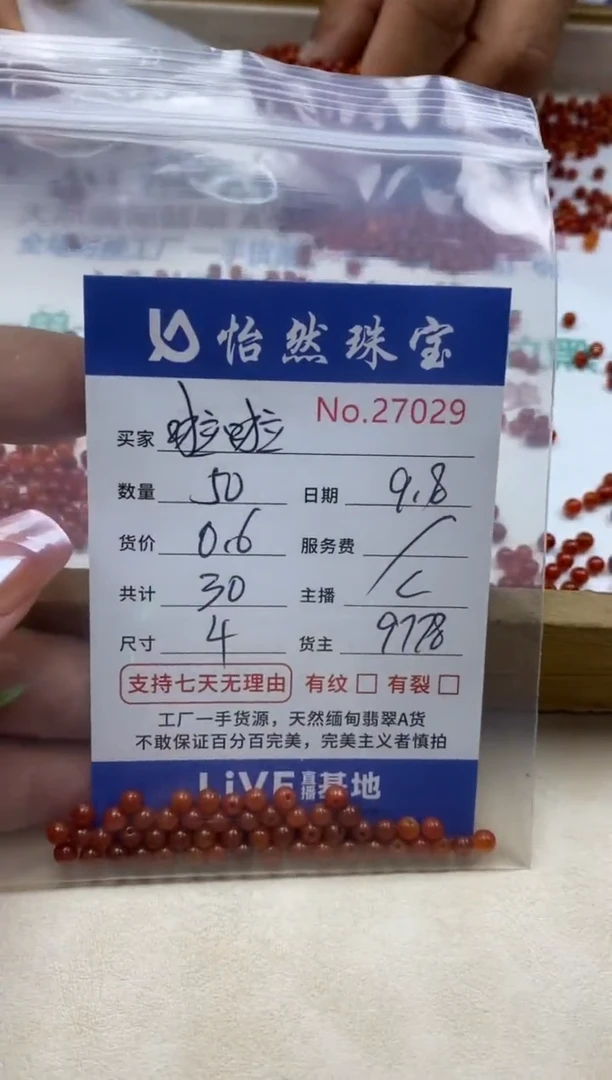 怡然珠宝
No.27029
买家 啦啦
数量 50 日期 9.8
货价 0.6 服务费 /
共计 30 主播 C
尺寸 4 货主 9778
支持七天无理由 有纹 □ 有裂 □
工厂一手货源，天然缅甸翡翠A货
不敢保证百分百完美，完美主义者慎拍
LiVE直播基地